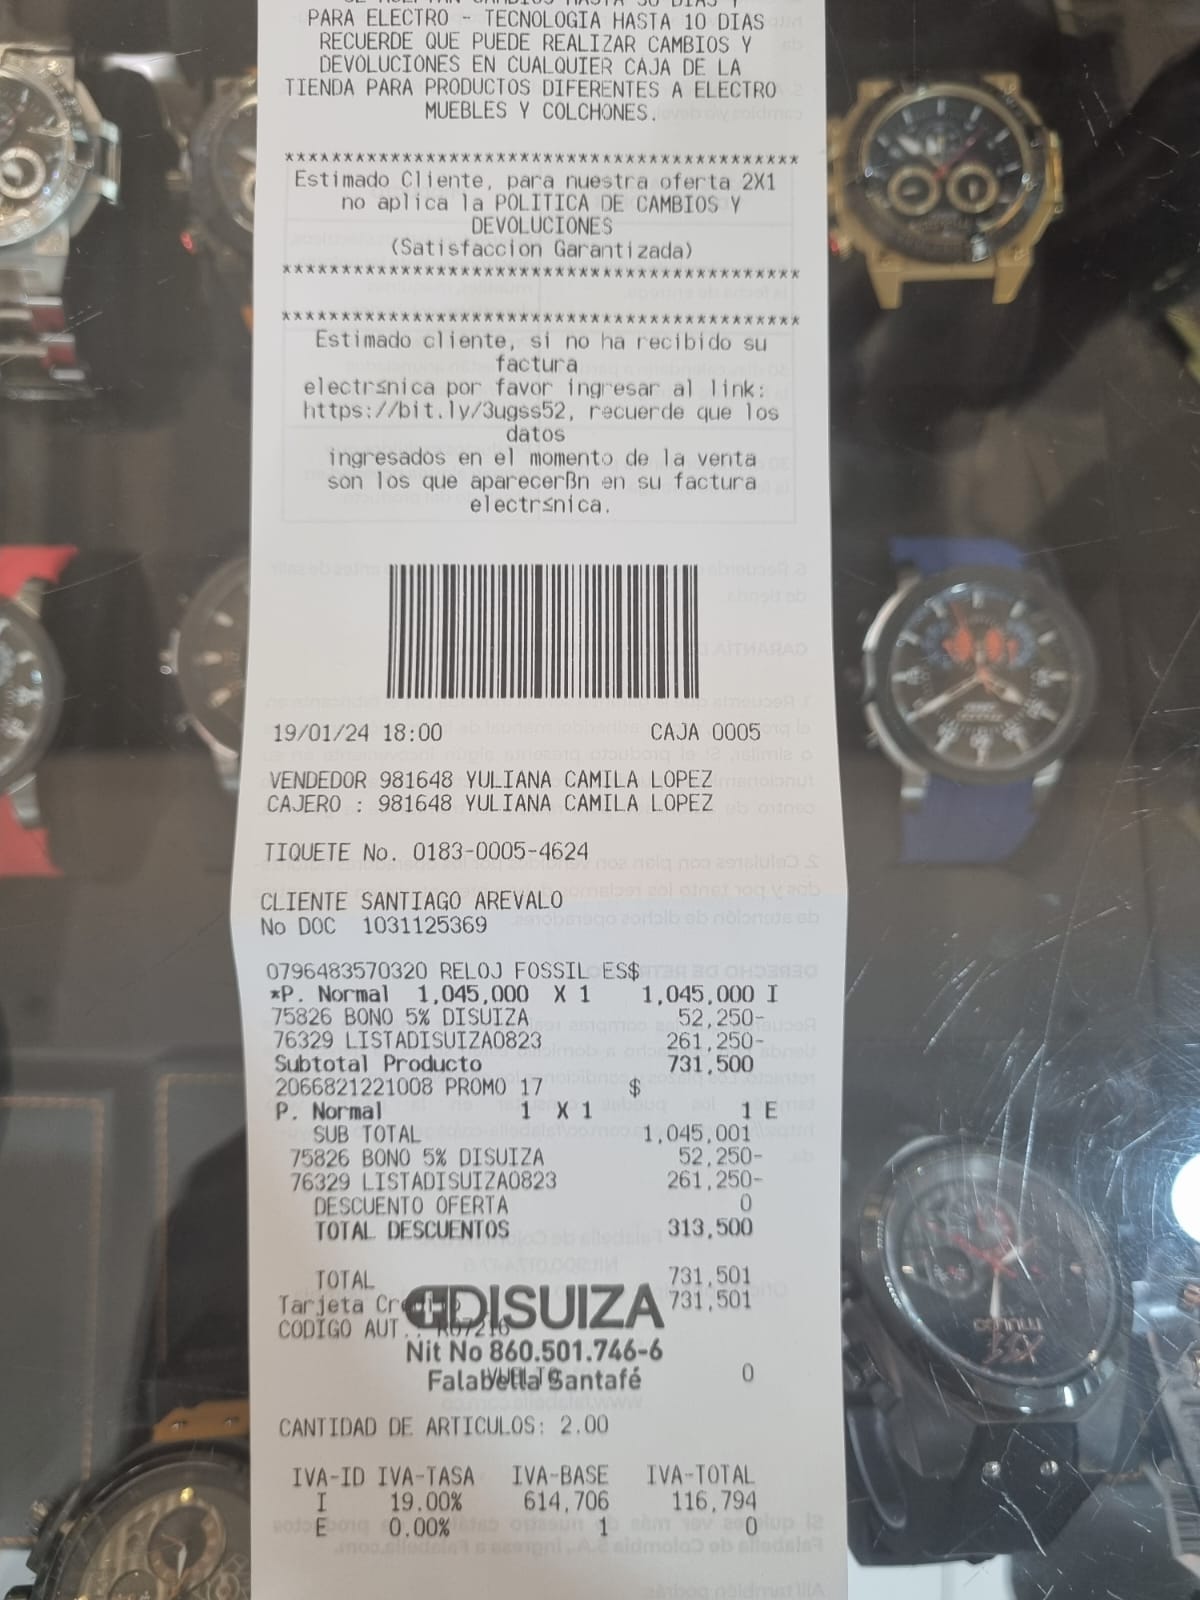 PARA ELECTRO - TECNOLOGIA HASTA 10 DIAS
RECUERDE QUE PUEDE REALIZAR CAMBIOS Y
DEVOLUCIONES EN CUALQUIER CAJA DE LA
TIENDA PARA PRODUCTOS DIFERENTES A ELECTRO
MUEBLES Y COLCHONES.
******************************************
Estimado Cliente, para nuestra oferta 2X1
no aplica la POLITICA DE CAMBIOS Y
DEVOLUCIONES
(Satisfaccion Garantizada)
******************************************
******************************************
Estimado cliente, si no ha recibido su
factura
electr≤nica por favor ingresar al link:
https://bit.ly/3ugss52, recuerde que los
datos
ingresados en el momento de la venta
son los que aparecerßn en su factura
electr≤nica.
19/01/24 18:00 CAJA 0005
VENDEDOR 981648 YULIANA CAMILA LOPEZ
CAJERO : 981648 YULIANA CAMILA LOPEZ
TIQUETE No. 0183-0005-4624
CLIENTE SANTIAGO AREVALO
No DOC 1031125369
0796483570320 RELOJ FOSSIL ES$
*P. Normal 1,045,000 X 1 1,045,000 I
75826 BONO 5% DISUIZA 52,250-
76329 LISTADISUIZA0823 261,250-
Subtotal Producto 731,500
2066821221008 PROMO 17 $
P. Normal 1 X 1 1 E
SUB TOTAL 1,045,001
75826 BONO 5% DISUIZA 52,250-
76329 LISTADISUIZA0823 261,250-
DESCUENTO OFERTA 0
TOTAL DESCUENTOS 313,500
TOTAL 731,501
Tarjeta Credito 731,501
DISUIZA
CODIGO AUT.: R07216
Nit No 860.501.746-6
VUELTO 0
Falabella Santafé
CANTIDAD DE ARTICULOS: 2.00
IVA-ID IVA-TASA IVA-BASE IVA-TOTAL
I 19.00% 614,706 116,794
E 0.00% 1 0